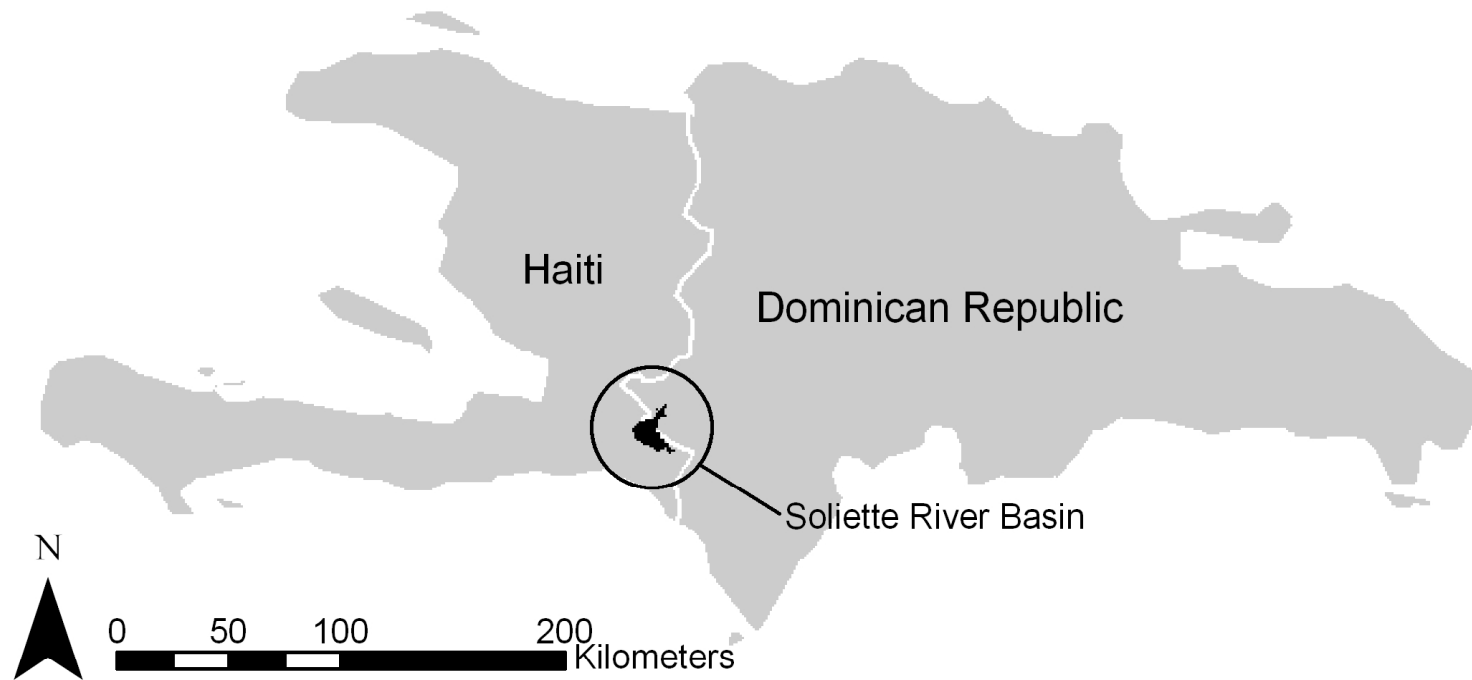 Haiti
Dominican Republic
Soliette River Basin
N
0 50 100 200
Kilometers